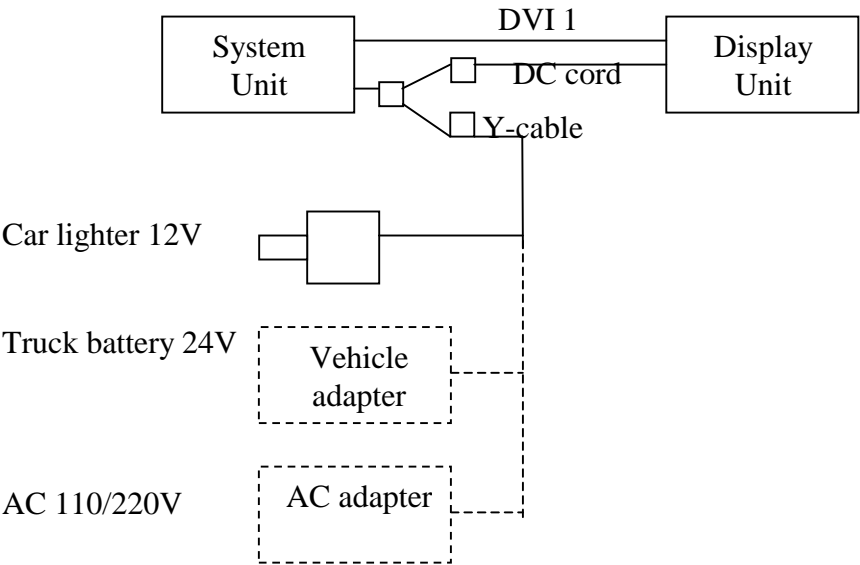 DVI 1
System
Unit
Display
Unit
DC cord
Y-cable
Car lighter 12V
Truck battery 24V
Vehicle
adapter
AC 110/220V
AC adapter